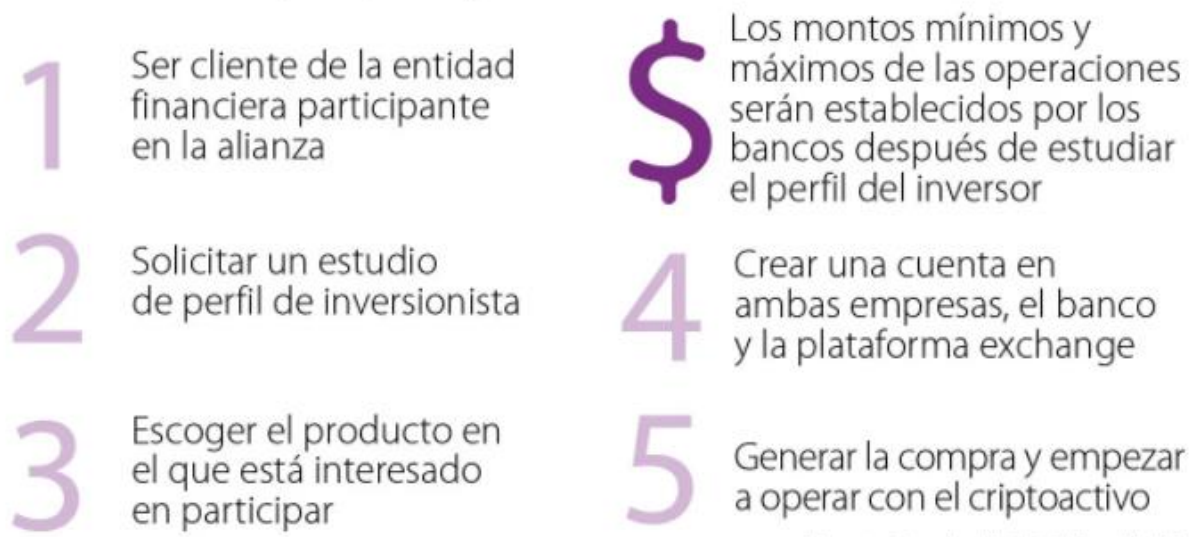 1
Ser cliente de la entidad
financiera participante
en la alianza
2
Solicitar un estudio
de perfil de inversionista
3
Escoger el producto en
el que está interesado
en participar
$
Los montos mínimos y
máximos de las operaciones
serán establecidos por los
bancos después de estudiar
el perfil del inversor
4
Crear una cuenta en
ambas empresas, el banco
y la plataforma exchange
5
Generar la compra y empezar
a operar con el criptoactivo